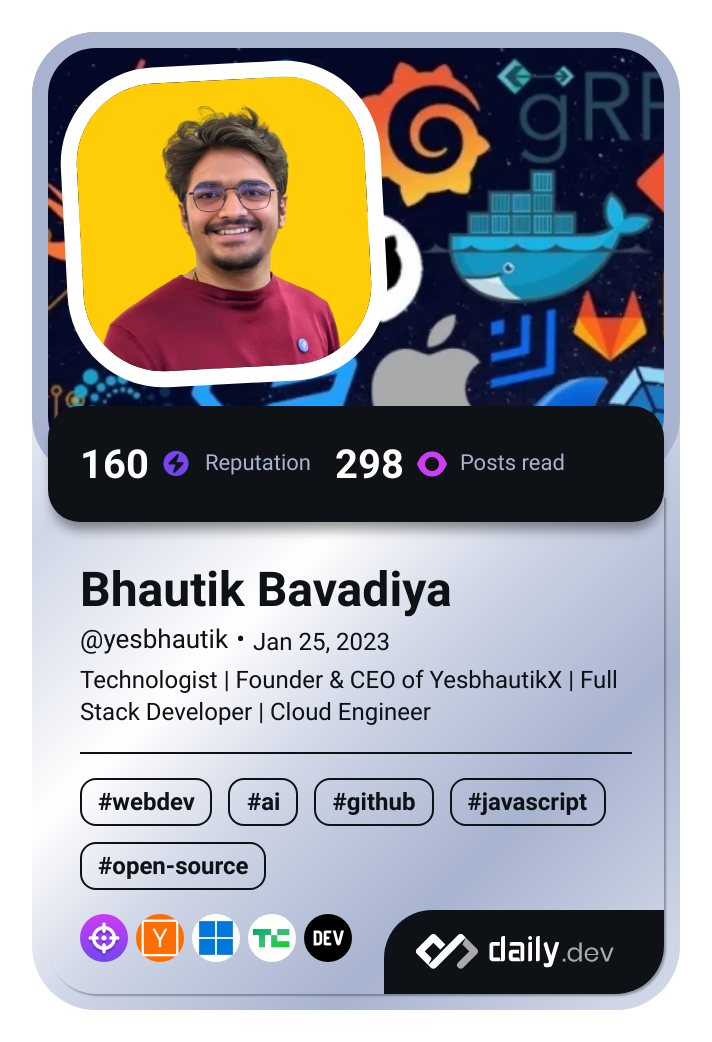 gRP
160 Reputation 298 Posts read
Bhautik Bavadiya
@yesbhautik • Jan 25, 2023
Technologist | Founder & CEO of YesbhautikX | Full
Stack Developer | Cloud Engineer
#webdev #ai #github #javascript
#open-source
Y TC DEV
daily.dev